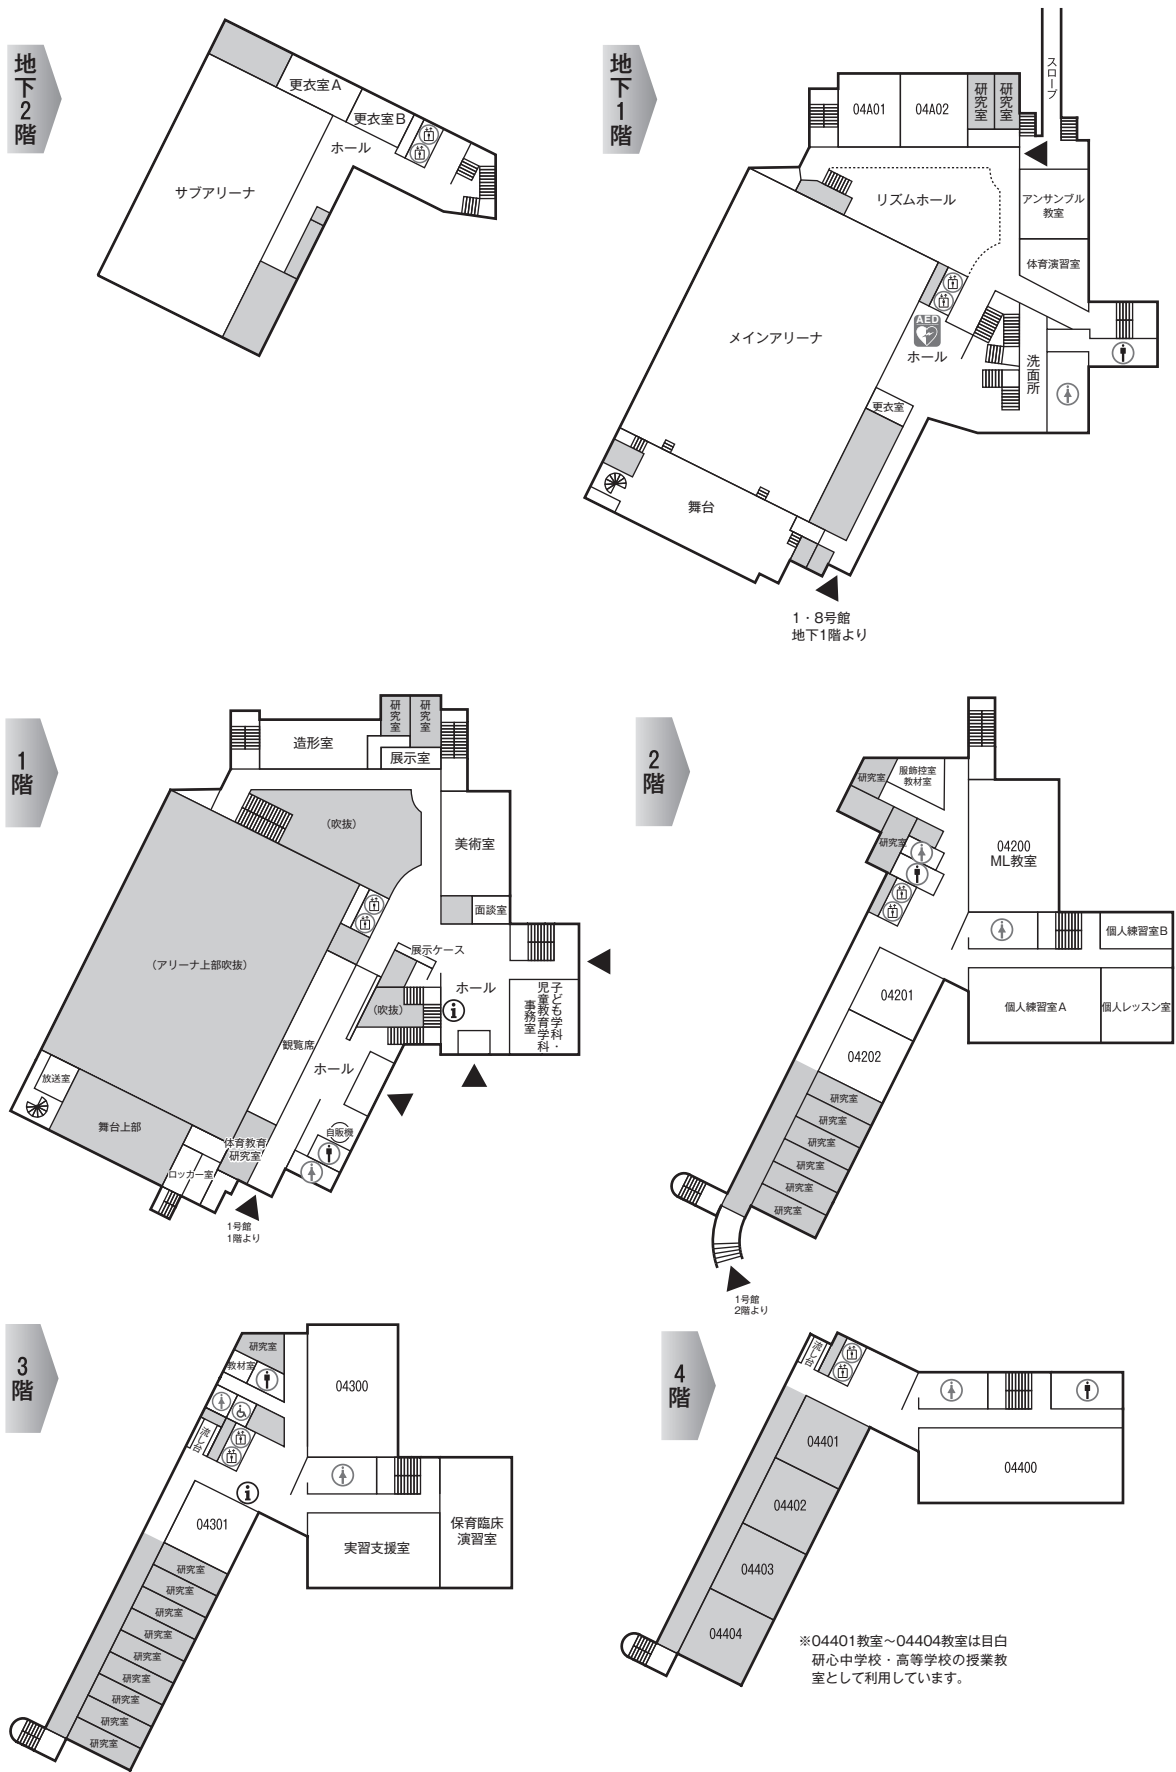 地下2階
更衣室A
更衣室B
ホール
サブアリーナ
地下1階
スロープ
04A01
04A02
研究室
研究室
リズムホール
アンサンブル
教室
体育演習室
AED
メインアリーナ
ホール
洗面所
更衣室
舞台
1・8号館
地下1階より
1階
研究室
研究室
造形室
展示室
(吹抜)
美術室
面談室
展示ケース
(アリーナ上部吹抜)
ホール
(吹抜)
子ども学科・
児童教育学科
事務室
観覧席
ホール
放送室
自販機
舞台上部
体育教育
研究室
ロッカー室
1号館
1階より
2階
研究室
服飾控室
教材室
研究室
04200
ML教室
個人練習室B
04201
個人練習室A
個人レッスン室
04202
研究室
研究室
研究室
研究室
研究室
研究室
1号館
2階より
3階
研究室
教材室
04300
流し台
04301
実習支援室
保育臨床
演習室
研究室
研究室
研究室
研究室
研究室
研究室
研究室
研究室
研究室
4階
流し台
04401
04400
04402
04403
04404
※04401教室～04404教室は目白
研心中学校・高等学校の授業教
室として利用しています。